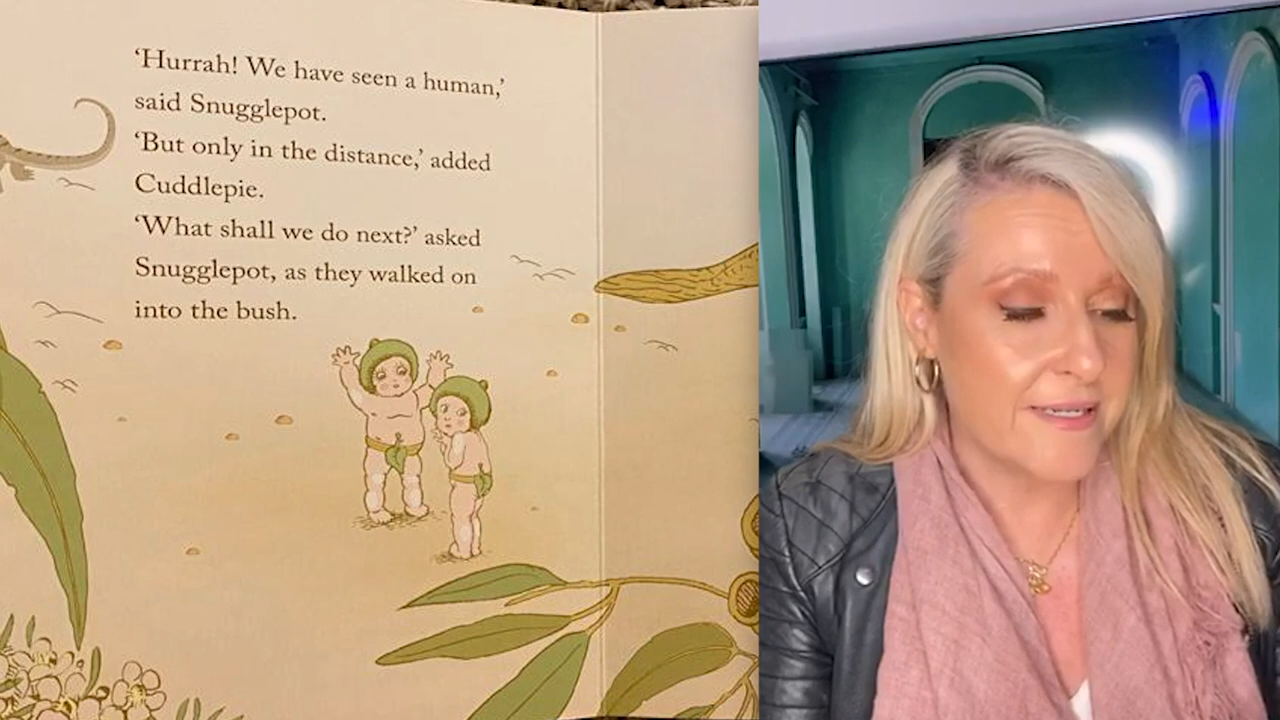 ‘Hurrah! We have seen a human,’
said Snugglepot.
‘But only in the distance,’ added
Cuddlepie.
‘What shall we do next?’ asked
Snugglepot, as they walked on
into the bush.